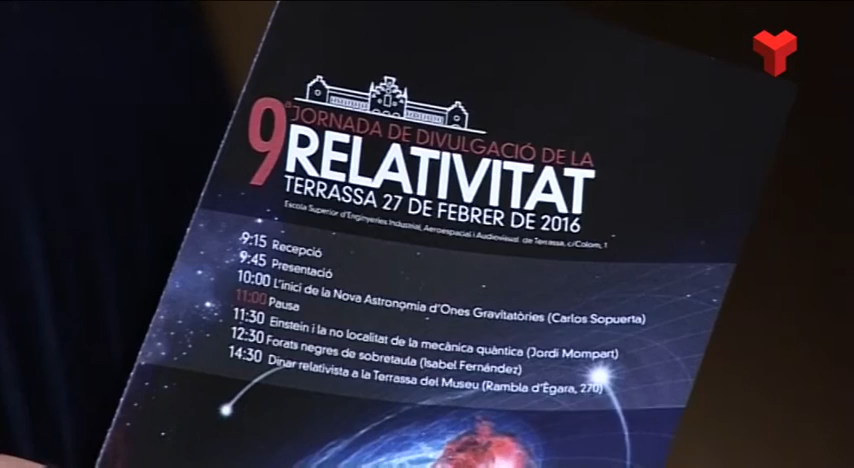 9a JORNADA DE DIVULGACIÓ DE LA
RELATIVITAT
TERRASSA 27 DE FEBRER DE 2016
Escola Superior d'Enginyeries Industrial, Aeroespacial i Audiovisual de Terrassa, c/Colom, 1
9:15 Recepció
9:45 Presentació
10:00 L'inici de la Nova Astronomia d'Ones Gravitatòries (Carlos Sopuerta)
11:00 Pausa
11:30 Einstein i la no localitat de la mecànica quàntica (Jordi Mompart)
12:30 Forats negres de sobretaula (Isabel Fernández)
14:30 Dinar relativista a la Terrassa del Museu (Rambla d'Ègara, 270)